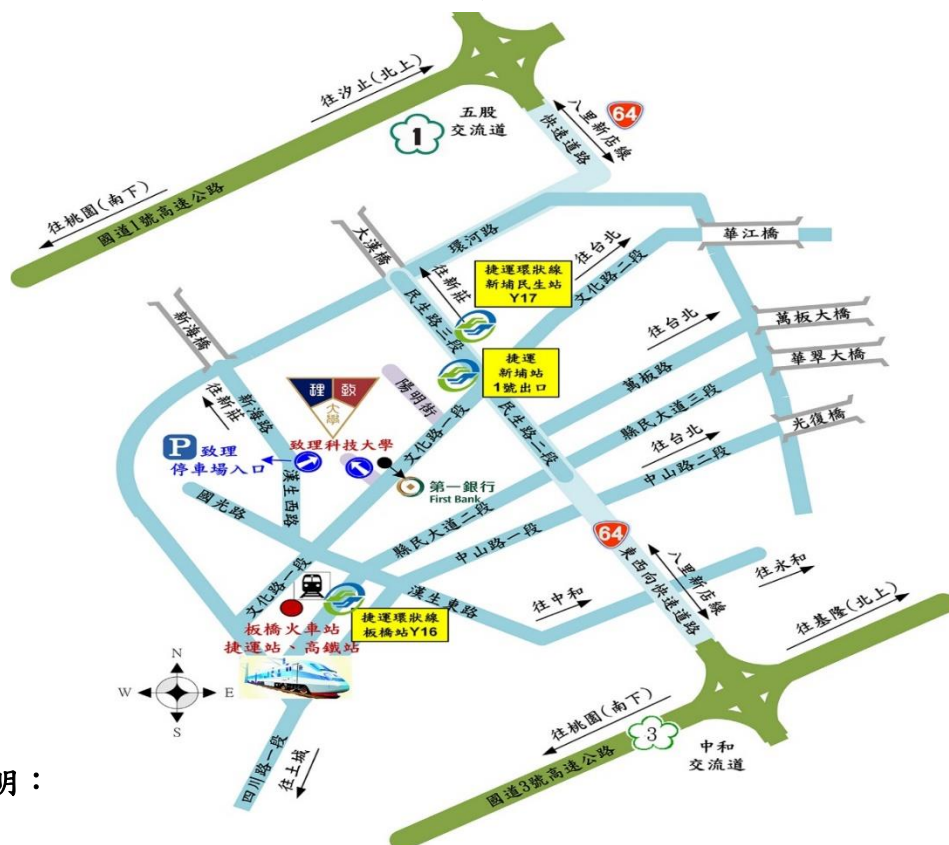 往汐止(北上)
五股
交流道
1
64
八里新店線
快速道路
往桃園(南下)
國道1號高速公路
環河路
大漢橋
往新莊
捷運環狀線
新埔民生站
Y17
往台北
文化路二段
華江橋
民生路三段
新海橋
捷運
新埔站
1號出口
往台北
萬板路
萬板大橋
華翠大橋
縣民大道三段
光復橋
往新莊
新海路
理 致
大學
陽明街
文化路一段
民生路二段
往台北
中山路二段
致理科技大學
P 致理
停車場入口
漢生西路
國光路
第一銀行
First Bank
縣民大道二段
中山路一段
64
八里新店線
東西向快速道路
往永和
文化路一段
漢生東路
往中和
捷運環狀線
板橋站Y16
板橋火車站
捷運站、高鐵站
往基隆(北上)
N
W E
S
往桃園(南下)
3
中和
交流道
國道3號高速公路
四川路一段
往土城
明：